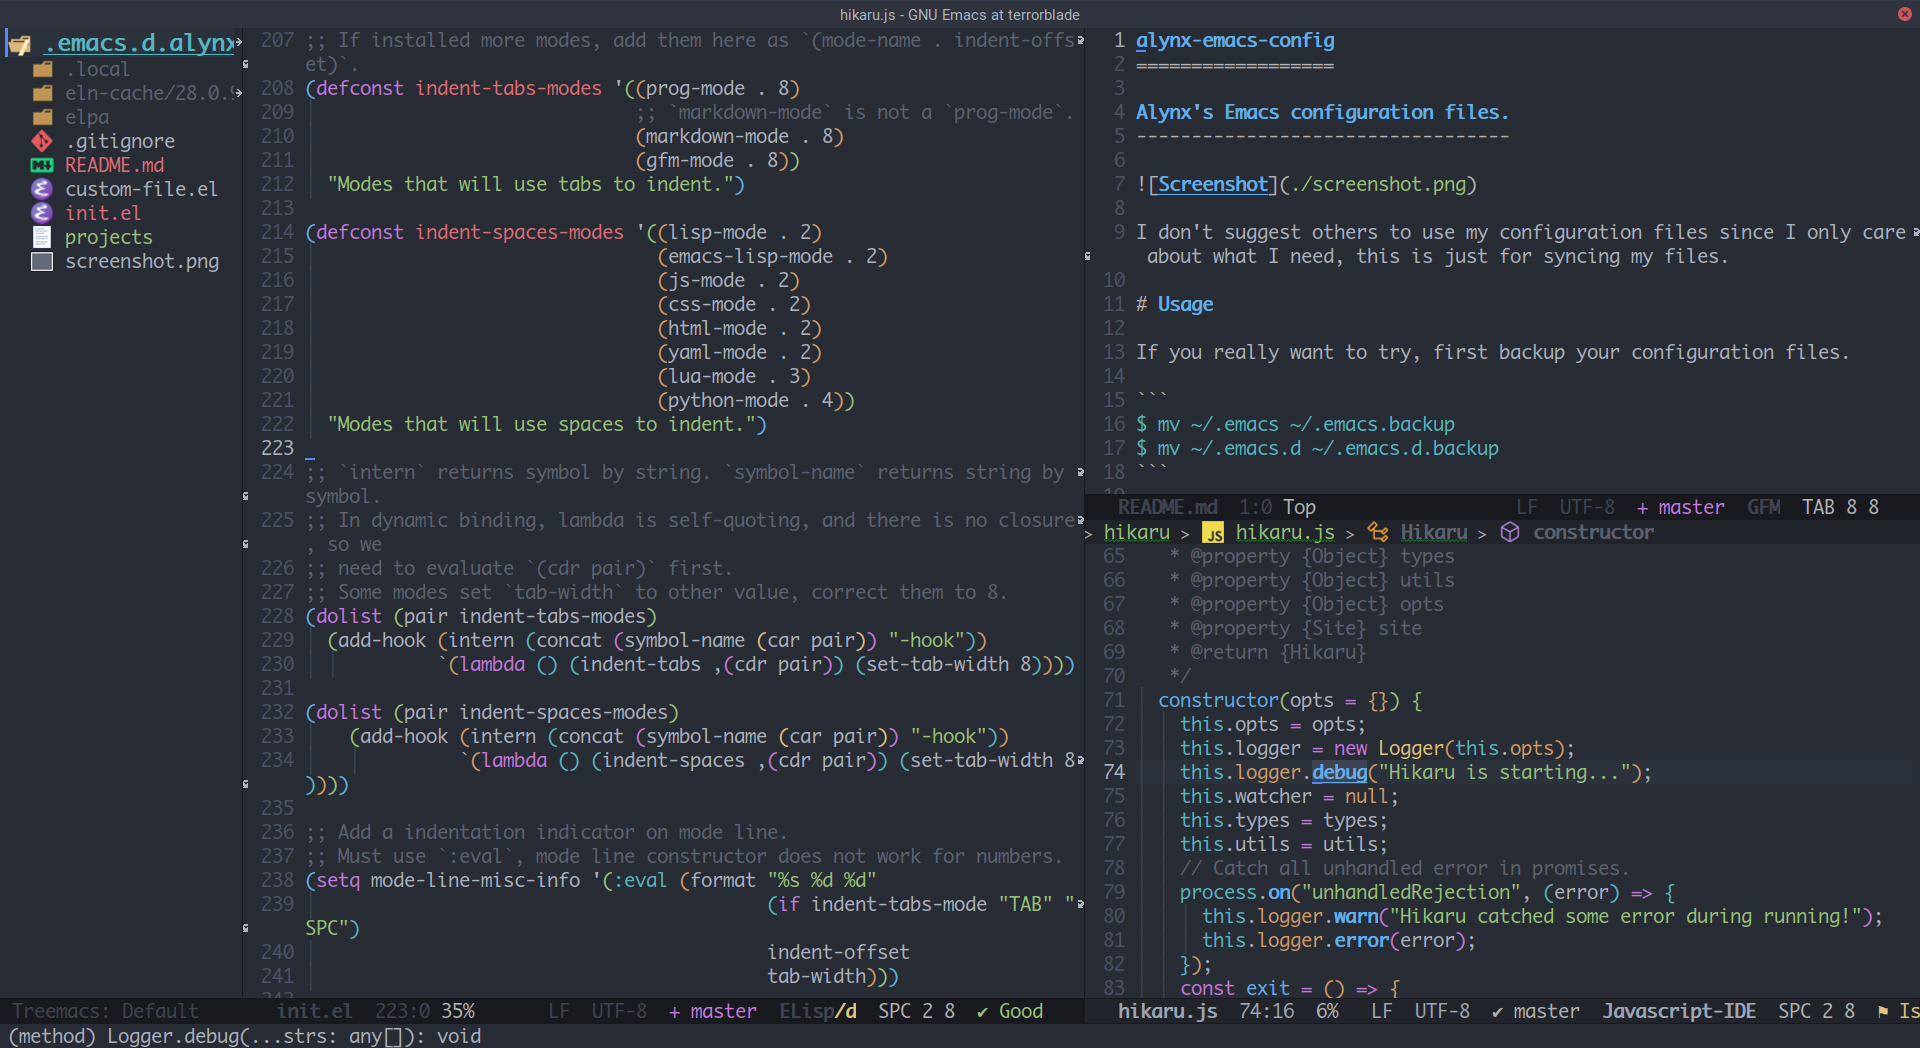 hikaru.js - GNU Emacs at terrorblade
.emacs.d.alynx
.local
eln-cache/28.0.
elpa
.gitignore
README.md
custom-file.el
init.el
projects
screenshot.png
207 ;; If installed more modes, add them here as `(mode-name . indent-offs
et)`.
208 (defconst indent-tabs-modes '((prog-mode . 8)
209 ;; `markdown-mode` is not a `prog-mode`.
210 (markdown-mode . 8)
211 (gfm-mode . 8))
212 "Modes that will use tabs to indent.")
213
214 (defconst indent-spaces-modes '((lisp-mode . 2)
215 (emacs-lisp-mode . 2)
216 (js-mode . 2)
217 (css-mode . 2)
218 (html-mode . 2)
219 (yaml-mode . 2)
220 (lua-mode . 3)
221 (python-mode . 4))
222 "Modes that will use spaces to indent.")
223
224 ;; `intern` returns symbol by string. `symbol-name` returns string by
symbol.
225 ;; In dynamic binding, lambda is self-quoting, and there is no closure
, so we
226 ;; need to evaluate `(cdr pair)` first.
227 ;; Some modes set `tab-width` to other value, correct them to 8.
228 (dolist (pair indent-tabs-modes)
229 (add-hook (intern (concat (symbol-name (car pair)) "-hook"))
230 `(lambda () (indent-tabs ,(cdr pair)) (set-tab-width 8))))
231
232 (dolist (pair indent-spaces-modes)
233 (add-hook (intern (concat (symbol-name (car pair)) "-hook"))
234 `(lambda () (indent-spaces ,(cdr pair)) (set-tab-width 8
))))
235
236 ;; Add a indentation indicator on mode line.
237 ;; Must use `:eval`, mode line constructor does not work for numbers.
238 (setq mode-line-misc-info '(:eval (format "%s %d %d"
239 (if indent-tabs-mode "TAB" "
SPC")
240 indent-offset
241 tab-width)))
1 alynx-emacs-config
2 ==================
3
4 Alynx's Emacs configuration files.
5 ----------------------------------
6
7 ![Screenshot](./screenshot.png)
8
9 I don't suggest others to use my configuration files since I only care
about what I need, this is just for syncing my files.
10
11 # Usage
12
13 If you really want to try, first backup your configuration files.
14
15 ```
16 $ mv ~/.emacs ~/.emacs.backup
17 $ mv ~/.emacs.d ~/.emacs.d.backup
18 ```
README.md 1:0 Top LF UTF-8 + master GFM TAB 8 8
> hikaru > JS hikaru.js > Hikaru > constructor
65 * @property {Object} types
66 * @property {Object} utils
67 * @property {Object} opts
68 * @property {Site} site
69 * @return {Hikaru}
70 */
71 constructor(opts = {}) {
72 this.opts = opts;
73 this.logger = new Logger(this.opts);
74 this.logger.debug("Hikaru is starting...");
75 this.watcher = null;
76 this.types = types;
77 this.utils = utils;
78 // Catch all unhandled error in promises.
79 process.on("unhandledRejection", (error) => {
80 this.logger.warn("Hikaru catched some error during running!");
81 this.logger.error(error);
82 });
83 const exit = () => {
Treemacs: Default
init.el 223:0 35% LF UTF-8 + master ELisp/d SPC 2 8 ✔ Good
hikaru.js 74:16 6% LF UTF-8 ✔ master Javascript-IDE SPC 2 8 ⚑ Is
(method) Logger.debug(...strs: any[]): void